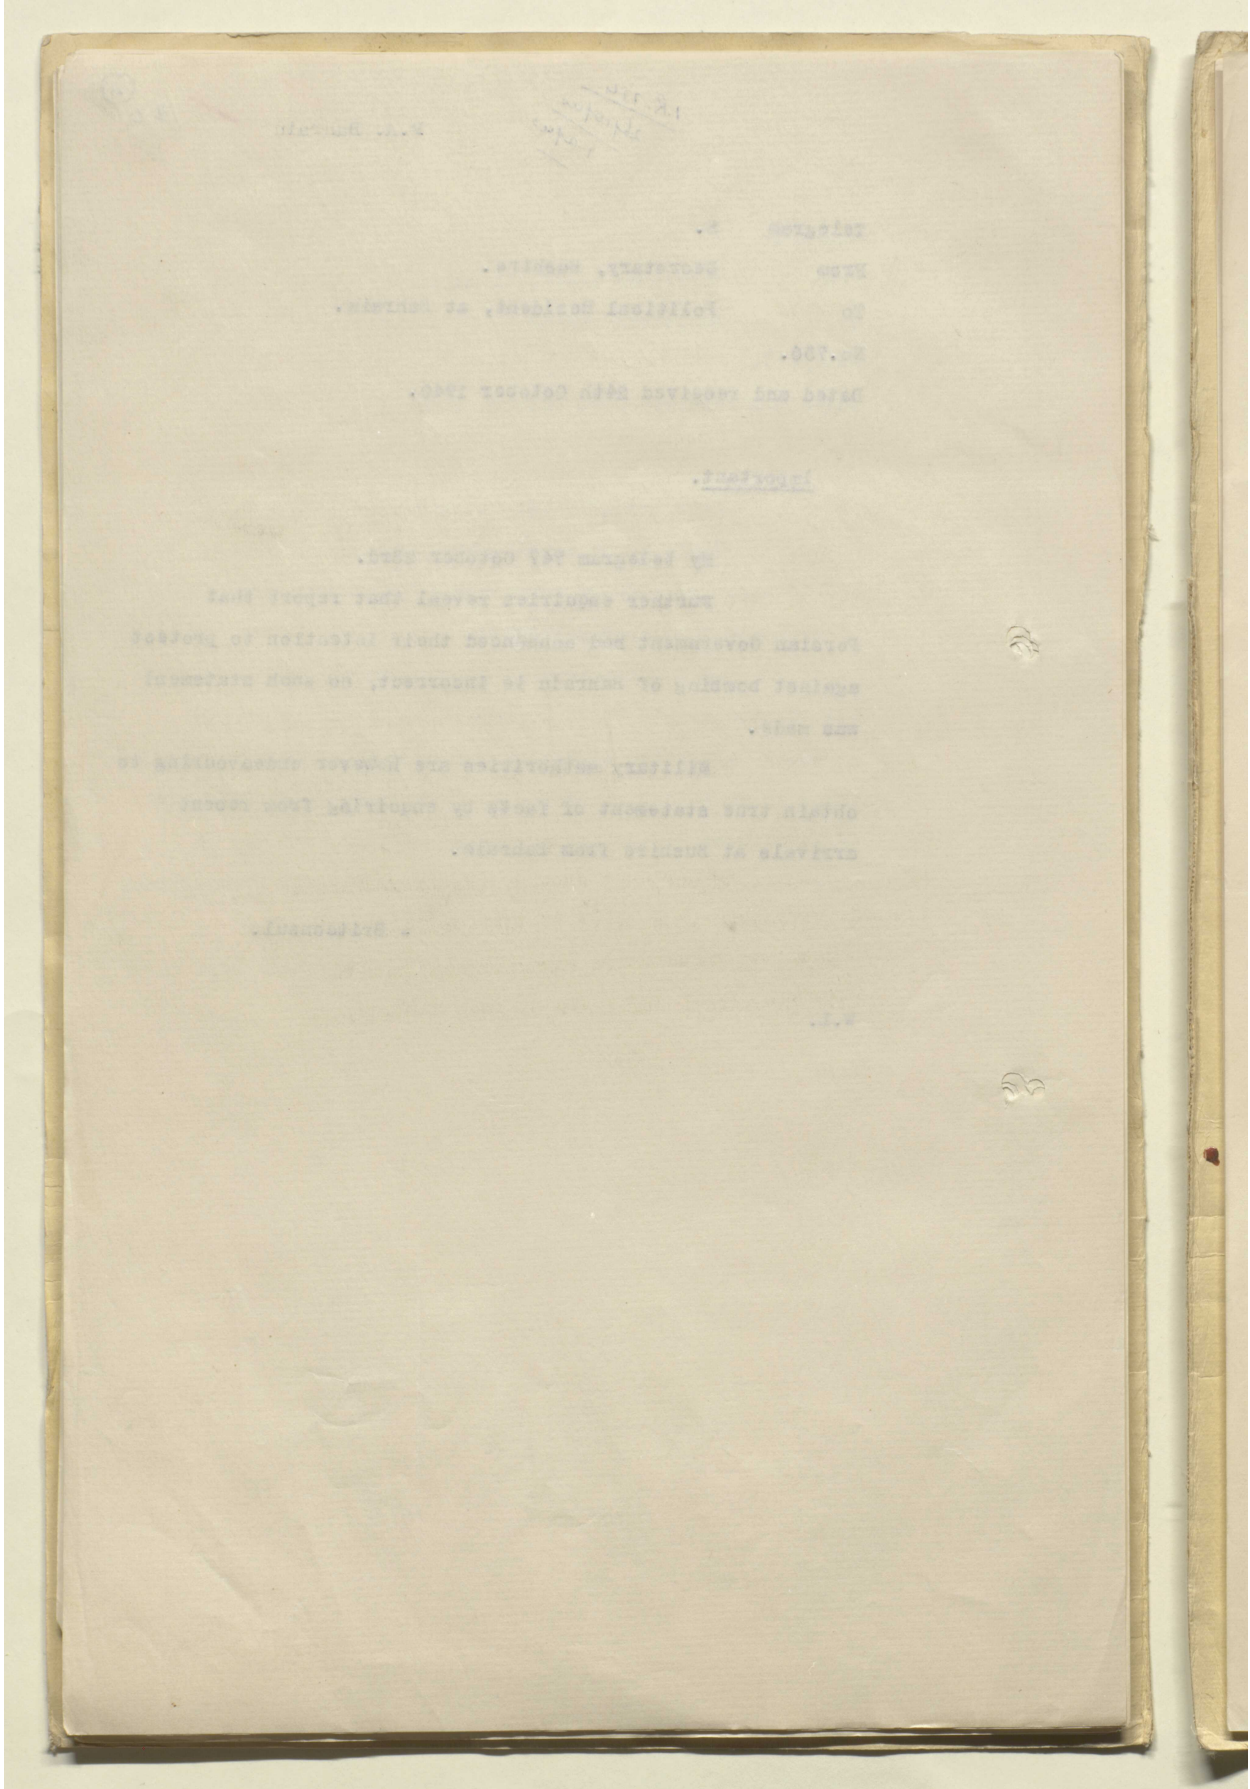 P.A. Bahrain
Telegram S.
From Secretary, Bushire.
To Political Resident, at Bahrain.
Dated and received 24th October 1940.
Important.
My telegram October 23rd.
Further enquiries reveal that report that
Persian Government had announced their intention to protest
against bombing of Bahrain is incorrect, no such statement
was made.
Military authorities are however endeavouring to
obtain true statement of facts by enquiring from recent
arrivals at Bushire from Bahrain.
- Britconsul.